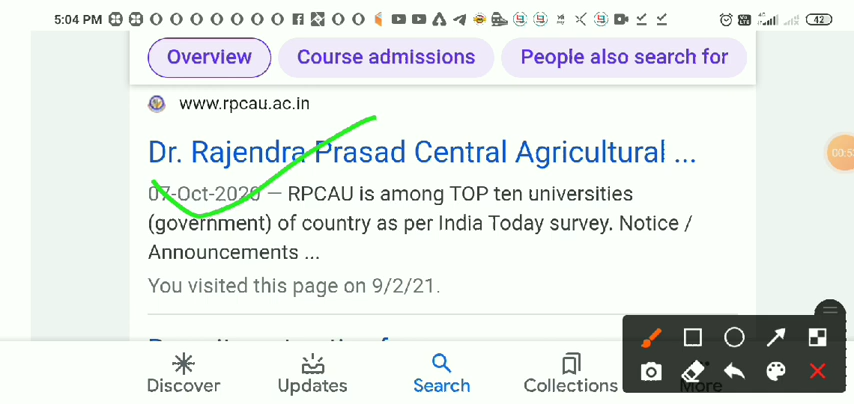 5:04 PM
42
Overview
Course admissions
People also search for
www.rpcau.ac.in
Dr. Rajendra Prasad Central Agricultural ...
07-Oct-2020 — RPCAU is among TOP ten universities
(government) of country as per India Today survey. Notice /
Announcements ...
You visited this page on 9/2/21.
Discover
Updates
Search
Collections
More